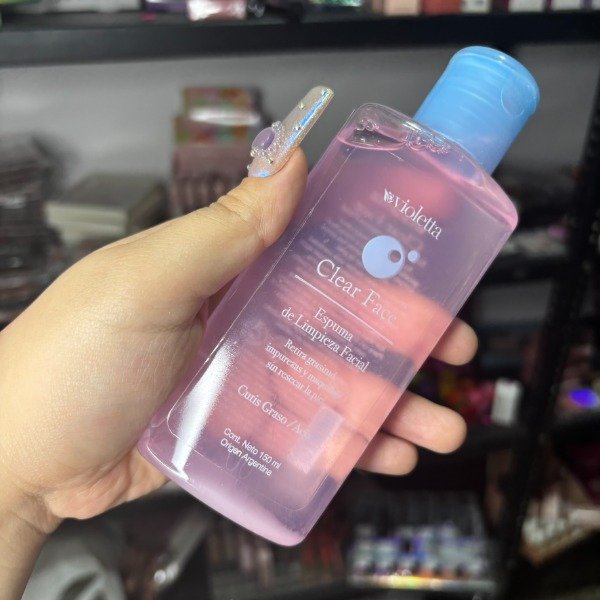 violetta
Clear Face
Espuma
de Limpieza Facial
Retira
impurezas y
sin resecar la
Cutis Graso /
Cont. Neto 150 ml
Origen Argentina